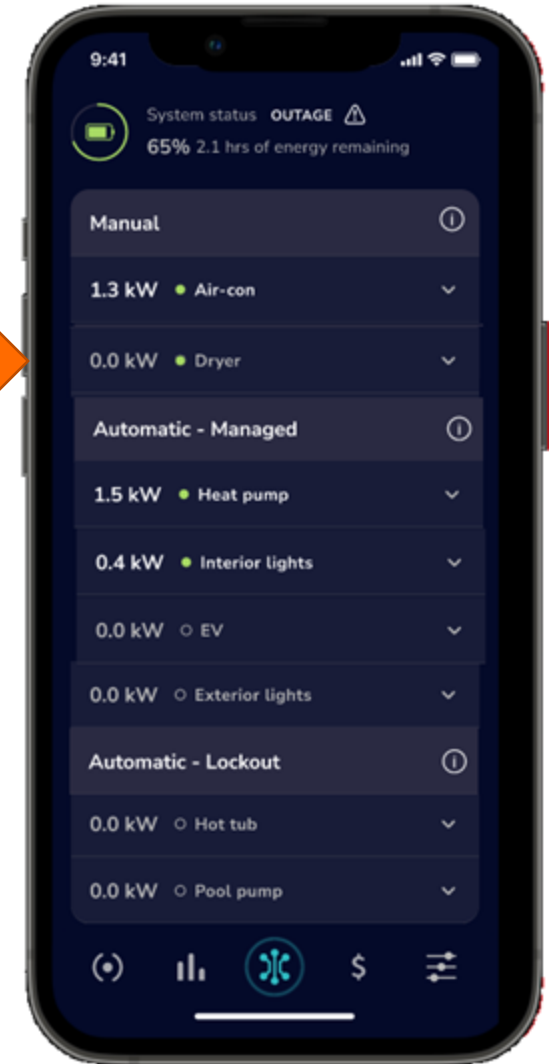 9:41
System status OUTAGE
65% 2.1 hrs of energy remaining
Manual
1.3 kW Air-con
0.0 kW Dryer
Automatic - Managed
1.5 kW Heat pump
0.4 kW Interior lights
0.0 kW EV
0.0 kW Exterior lights
Automatic - Lockout
0.0 kW Hot tub
0.0 kW Pool pump
$